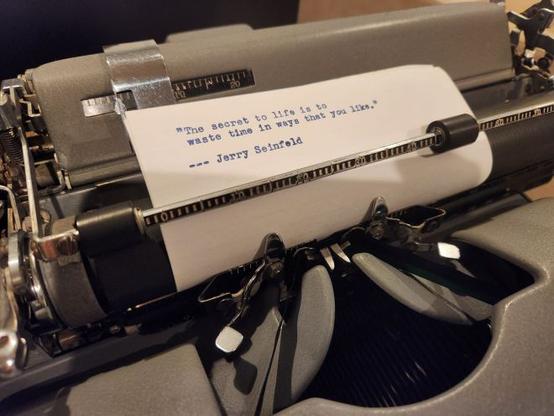 "The secret to life is to
waste time in ways that you like."
--- Jerry Seinfeld